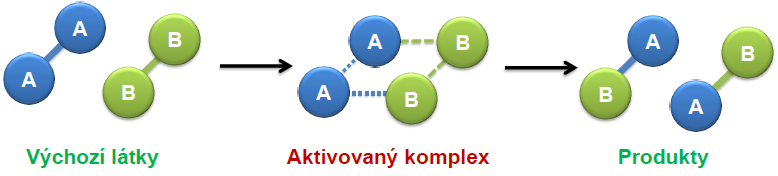 A A B B
A B A B
A B A B
Výchozí látky
Aktivovaný komplex
Produkty